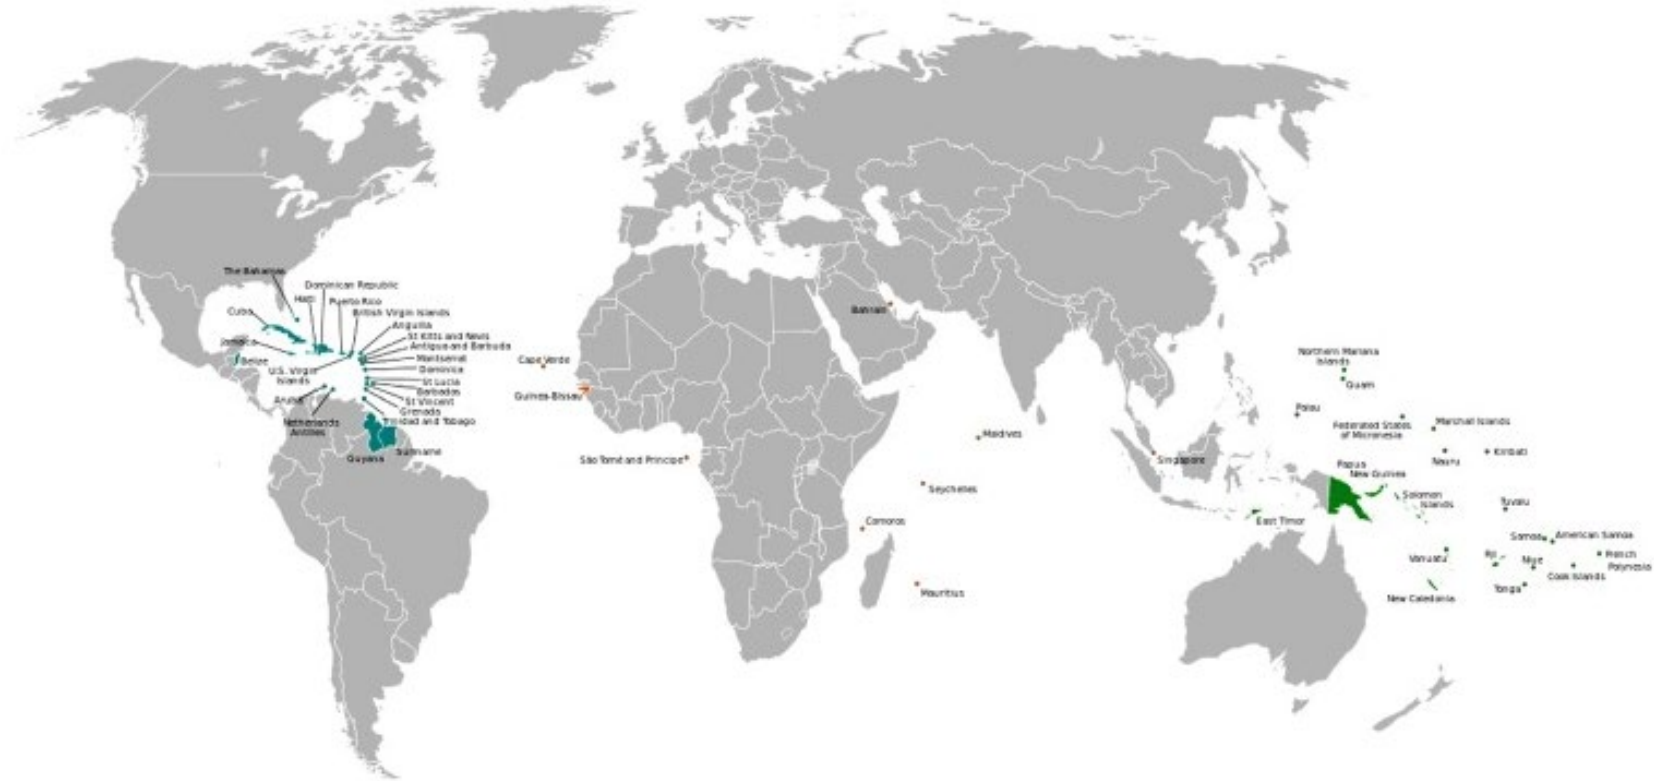 The Bahamas
Dominican Republic
Haiti
Puerto Rico
Cuba
British Virgin Islands
Anguilla
St Kitts and Nevis
Jamaica
Antigua and Barbuda
Belize
Montserrat
U.S. Virgin
Islands
Dominica
St Lucia
Barbados
Aruba
St Vincent
Grenada
Netherlands
Antilles
Trinidad and Tobago
Guyana
Suriname
Cape Verde
Guinea-Bissau
São Tomé and Principe
Bahrain
Maldives
Seychelles
Comoros
Mauritius
Singapore
Northern Mariana
Islands
Guam
Palau
Federated States
of Micronesia
Marshall Islands
Nauru
Kiribati
Papua
New Guinea
Solomon
Islands
East Timor
Tuvalu
Samoa
American Samoa
Vanuatu
Fiji
Niue
French
Polynesia
Cook Islands
Tonga
New Caledonia